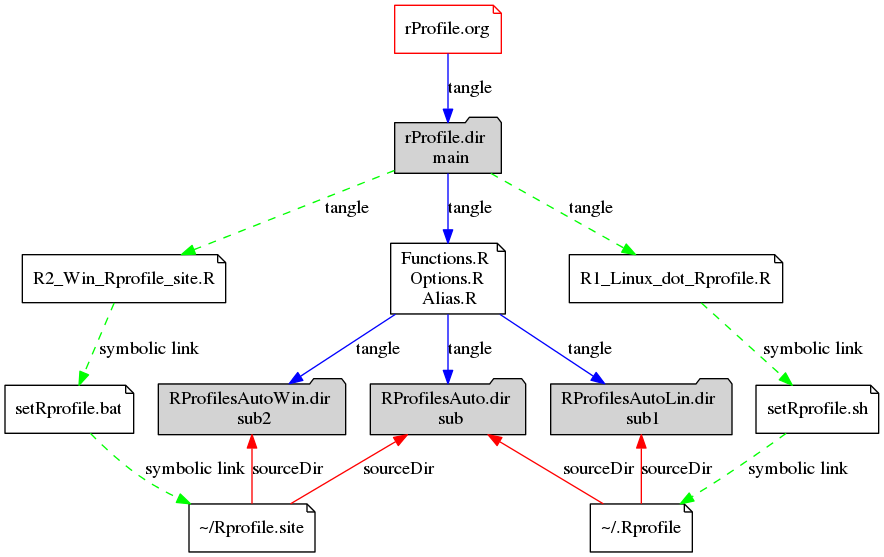 rProfile.org
tangle
rProfile.dir
main
tangle
tangle
tangle
R2_Win_Rprofile_site.R
Functions.R
Options.R
Alias.R
R1_Linux_dot_Rprofile.R
symbolic link
tangle
tangle
tangle
symbolic link
setRprofile.bat
RProfilesAutoWin.dir
sub2
RProfilesAuto.dir
sub
RProfilesAutoLin.dir
sub1
setRprofile.sh
symbolic link
sourceDir
sourceDir
sourceDir
sourceDir
symbolic link
~/Rprofile.site
~/.Rprofile